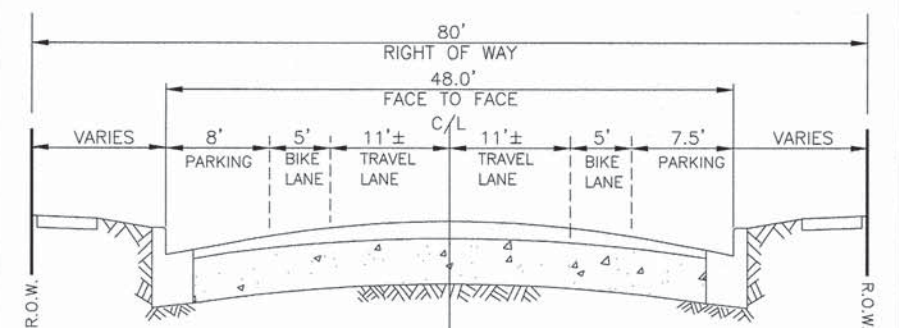 80'
RIGHT OF WAY
48.0'
FACE TO FACE
C/L
VARIES
8'
PARKING
5'
BIKE
LANE
11'±
TRAVEL
LANE
11'±
TRAVEL
LANE
5'
BIKE
LANE
7.5'
PARKING
VARIES
R.O.W.
R.O.W.